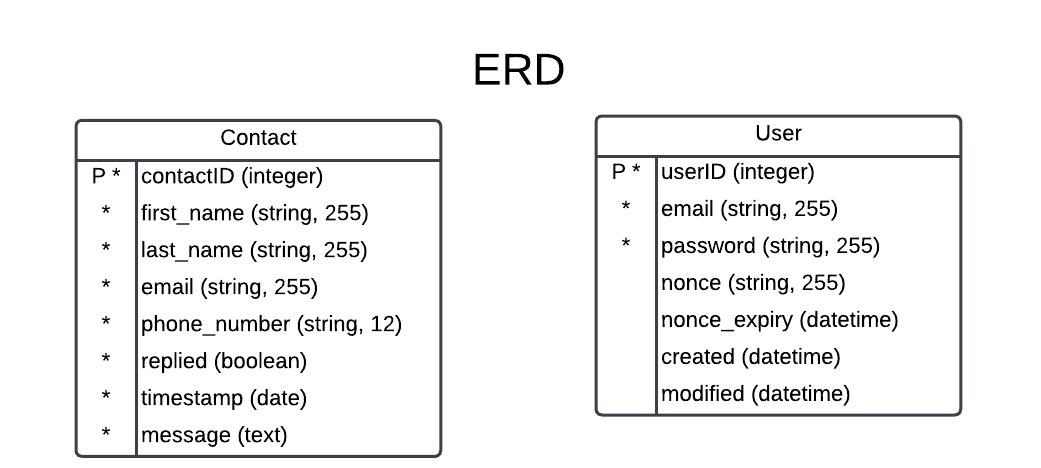 ERD
Contact
P * contactID (integer)
* first_name (string, 255)
* last_name (string, 255)
* email (string, 255)
* phone_number (string, 12)
* replied (boolean)
* timestamp (date)
* message (text)
User
P * userID (integer)
* email (string, 255)
* password (string, 255)
nonce (string, 255)
nonce_expiry (datetime)
created (datetime)
modified (datetime)